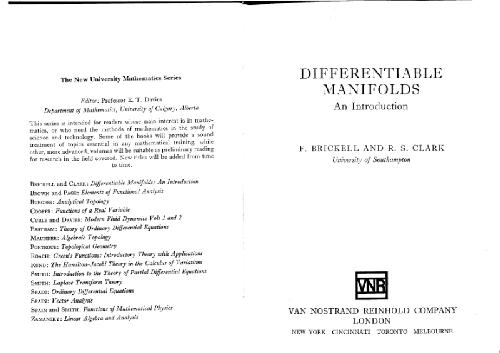 The New University Mathematics Series
Editor: Professor E. T. Davies
Department of Mathematics, University of Calgary, Alberta
This series is intended for readers whose main interest is in mathe-
matics, or who need the methods of mathematics in the study of
science and technology. Some of the books will provide a sound
treatment of topics essential in any mathematical training, while
other, more advanced, volumes will be suitable as preliminary reading
for research in the field covered. New titles will be added from time
to time.
BRICKELL and CLARK: Differentiable Manifolds: An Introduction
BROWN and PAGE: Elements of Functional Analysis
BURGESS: Analytical Topology
COOPER: Functions of a Real Variable
CURLE and DAVIES: Modern Fluid Dynamics Vols 1 and 2
EASTHAM: Theory of Ordinary Differential Equations
MAUNDER: Algebraic Topology
PORTEOUS: Topological Geometry
ROACH: Green's Functions: Introductory Theory with Applications
RUND: The Hamilton-Jacobi Theory in the Calculus of Variations
SMITH: Introduction to the Theory of Partial Differential Equations
SMITH: Laplace Transform Theory
SPAIN: Ordinary Differential Equations
SPAIN: Vector Analysis
SPAIN and SMITH: Functions of Mathematical Physics
ZAMANSKY: Linear Algebra and Analysis
DIFFERENTIABLE
MANIFOLDS
An Introduction
F. BRICKELL AND R. S. CLARK
University of Southampton
VNR
VAN NOSTRAND REINHOLD COMPANY
LONDON
NEW YORK CINCINNATI TORONTO MELBOURNE